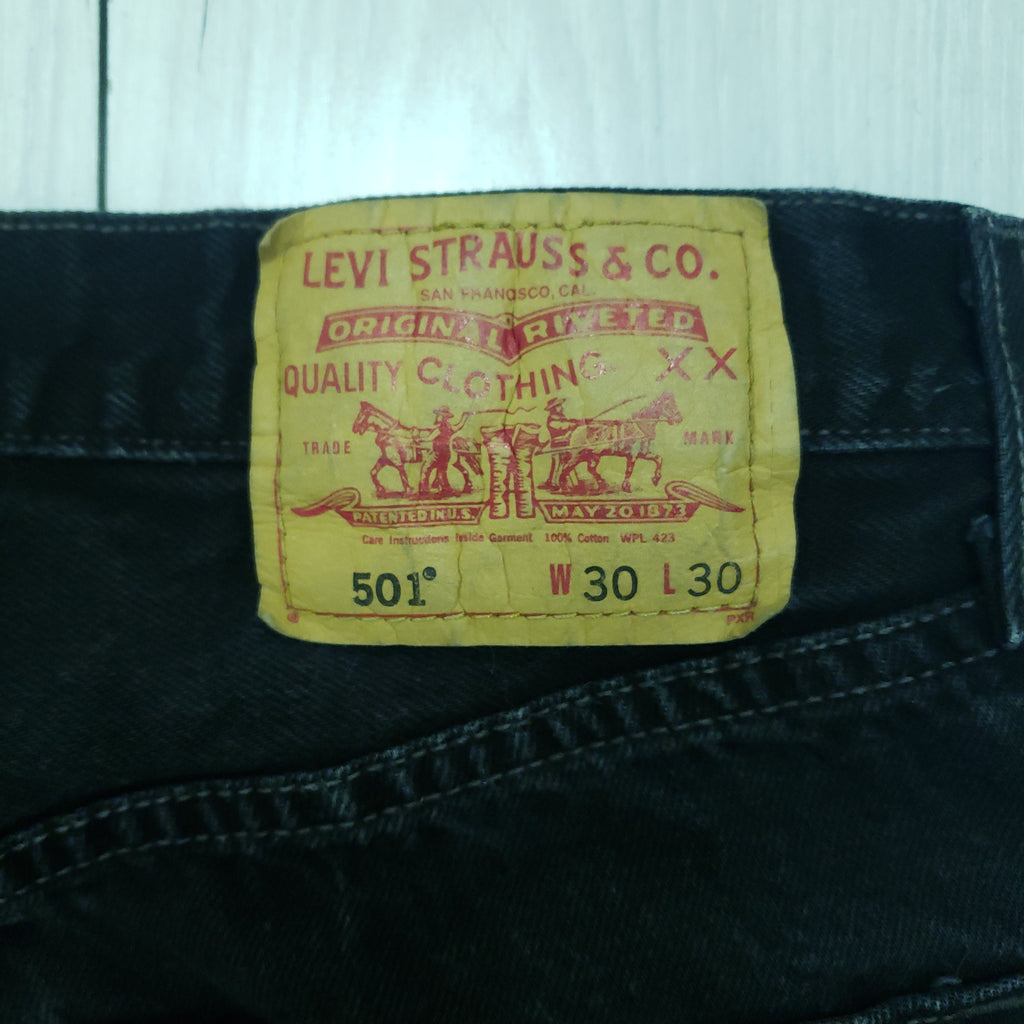 LEVI STRAUSS & CO.
SAN FRANCISCO, CAL.
ORIGINAL RIVETED
QUALITY CLOTHING XX
TRADE MARK
PATENTED IN U.S. MAY 20 1873
Care Instructions Inside Garment 100% Cotton WPL 423
501® W 30 L 30
®